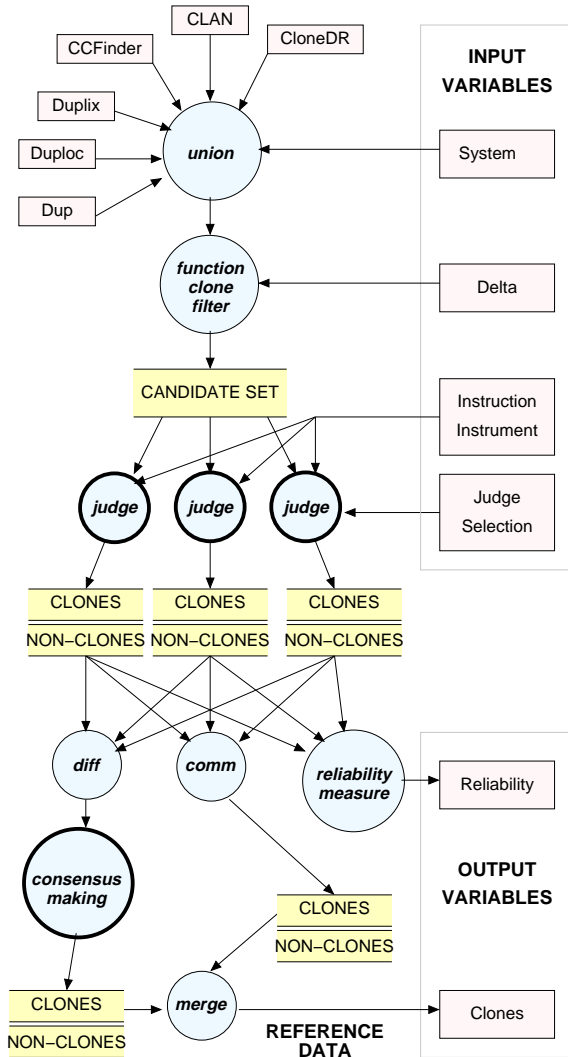 CLAN
CCFinder
CloneDR
INPUT
VARIABLES
Duplix
Duploc
union
System
Dup
function
clone
filter
Delta
CANDIDATE SET
Instruction
Instrument
judge
judge
judge
Judge
Selection
CLONES
CLONES
CLONES
NON−CLONES
NON−CLONES
NON−CLONES
diff
comm
reliability
measure
Reliability
consensus
making
OUTPUT
VARIABLES
CLONES
NON−CLONES
CLONES
NON−CLONES
merge
Clones
REFERENCE
DATA